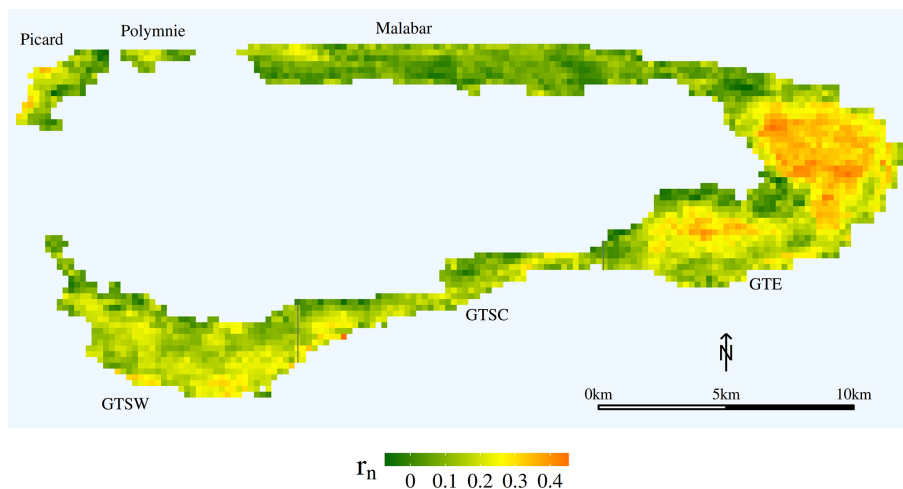 Picard
Polymnie
Malabar
GTE
GTSC
GTSW
N
0km 5km 10km
rn
0 0.1 0.2 0.3 0.4